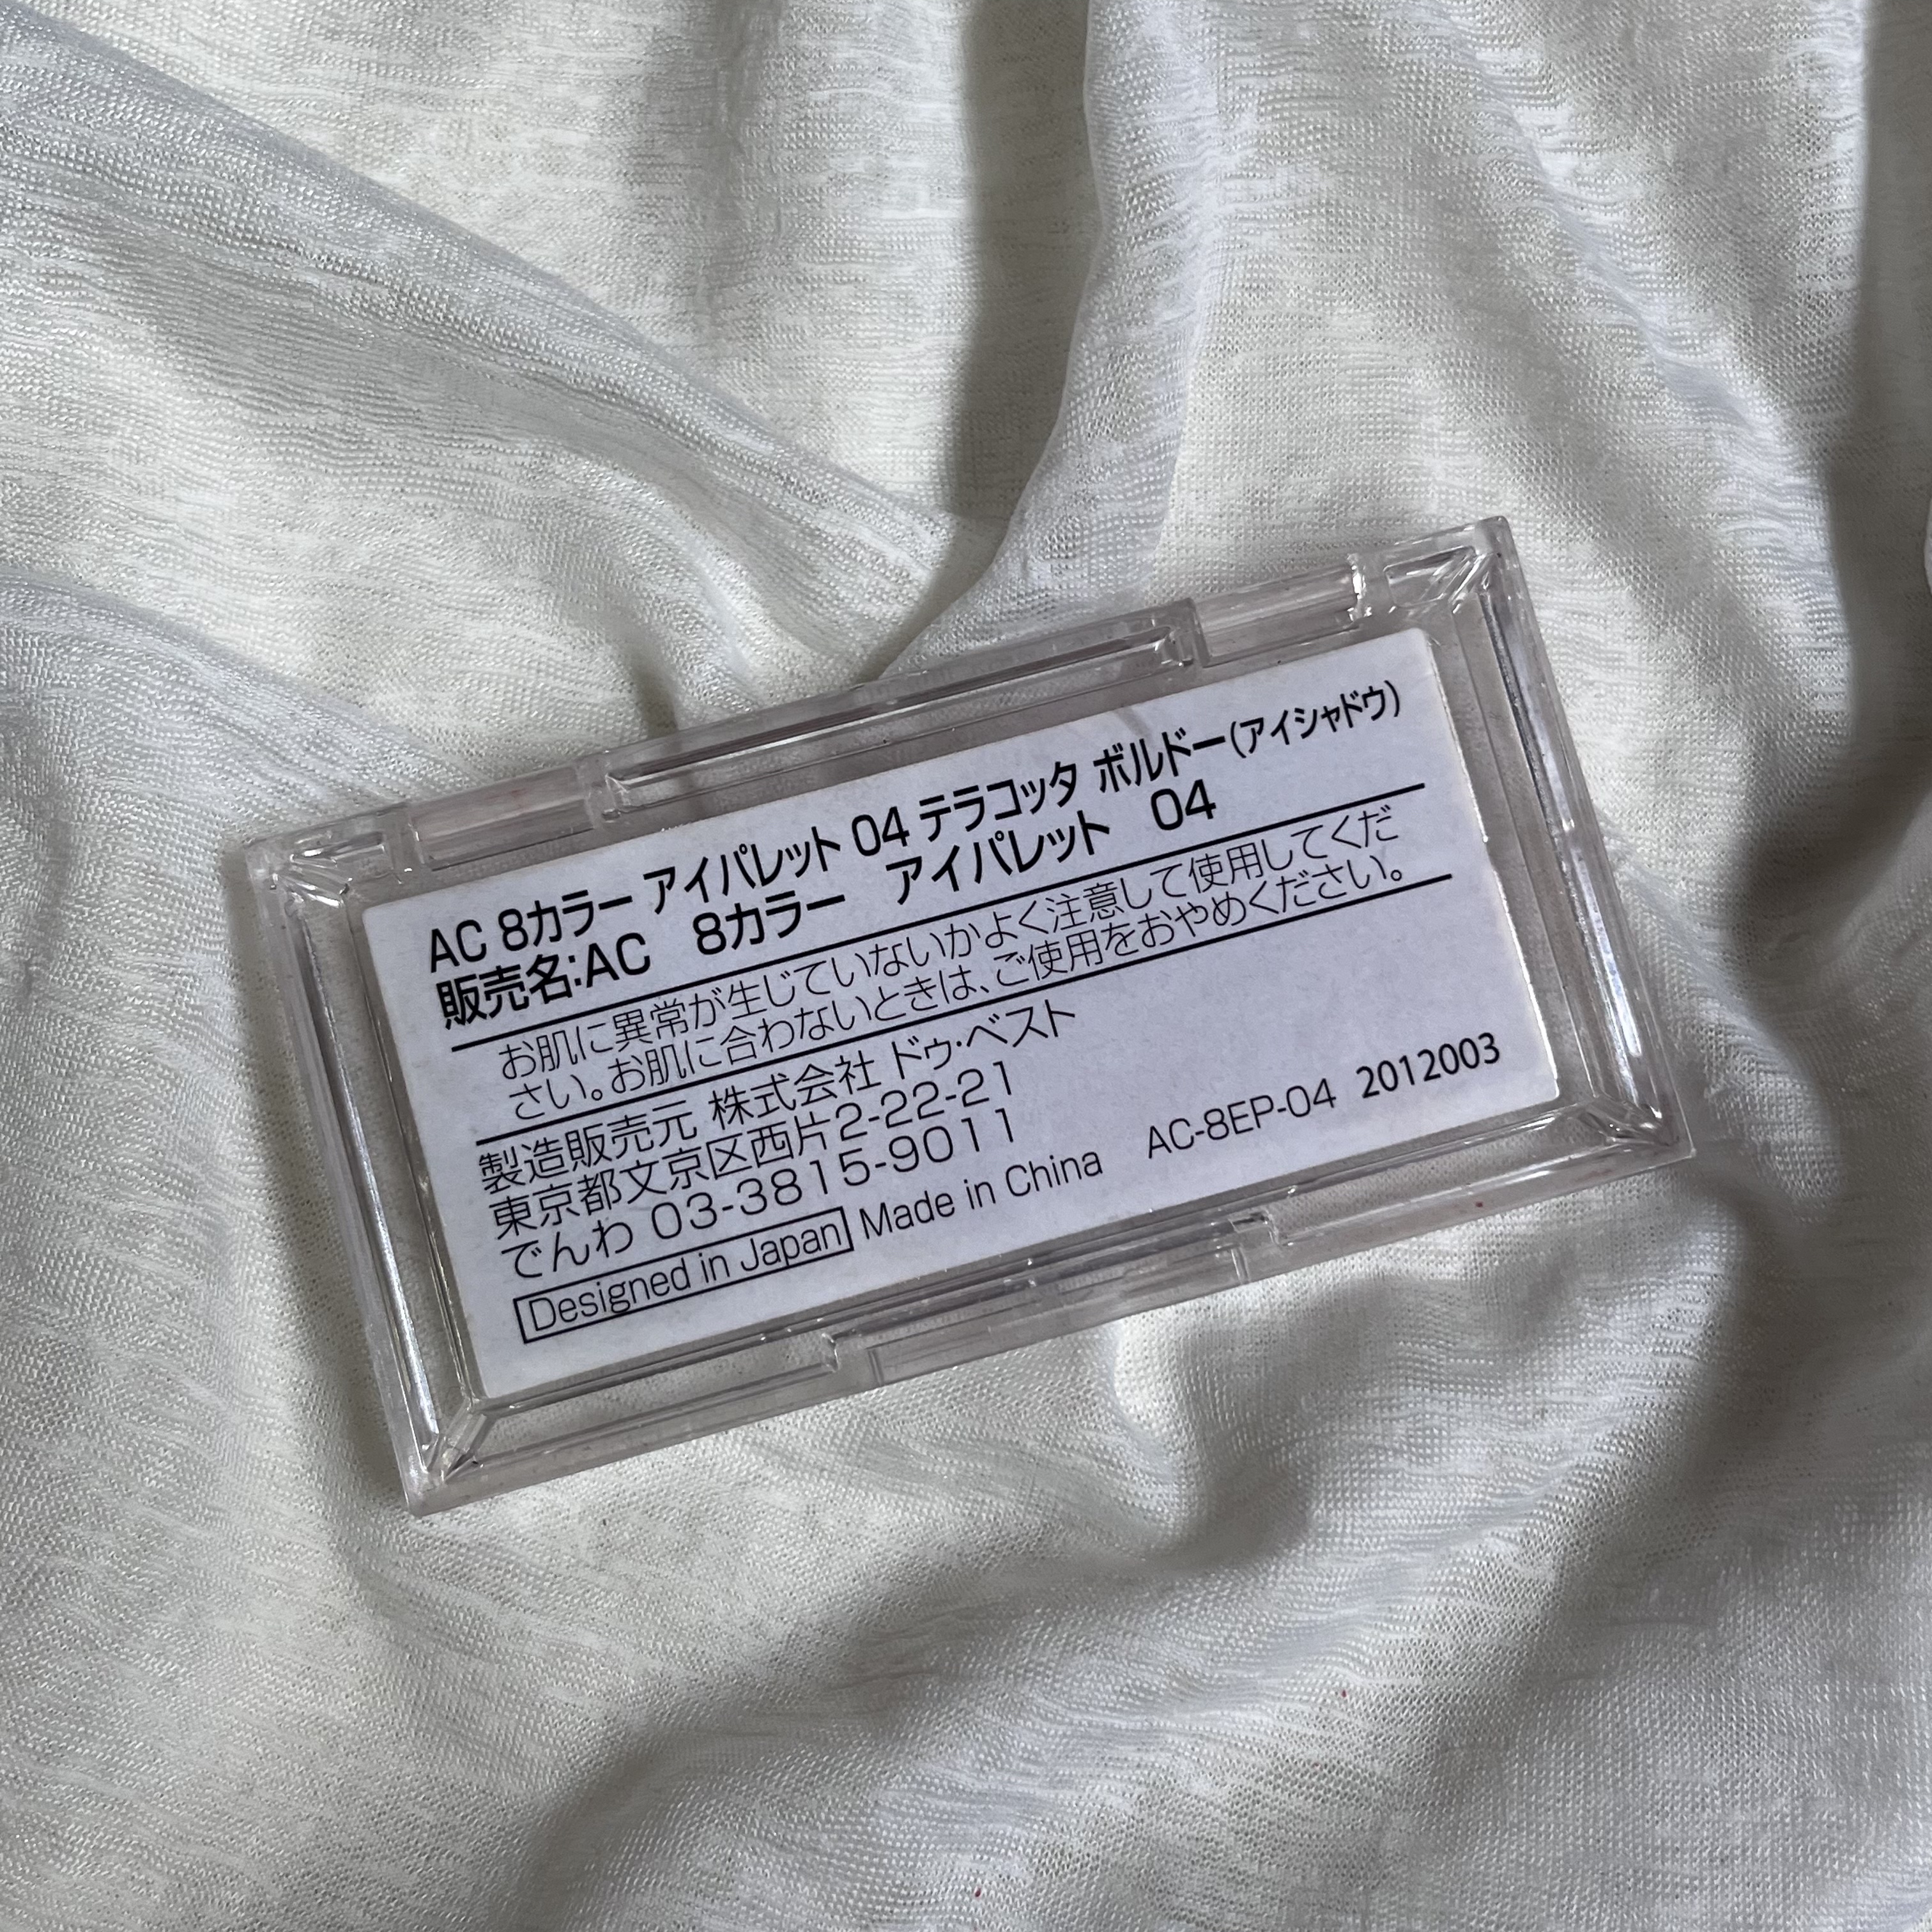 AC 8カラー アイパレット 04 テラコッタ ボルドー(アイシャドウ)
販売名:AC　8カラー　アイパレット　04
お肌に異常が生じていないかよく注意して使用してくだ
さい。お肌に合わないときは、ご使用をおやめください。
製造販売元 株式会社 ドゥ・ベスト
東京都文京区西片2-22-21
でんわ 03-3815-9011
Designed in Japan Made in China AC-8EP-04 2012003